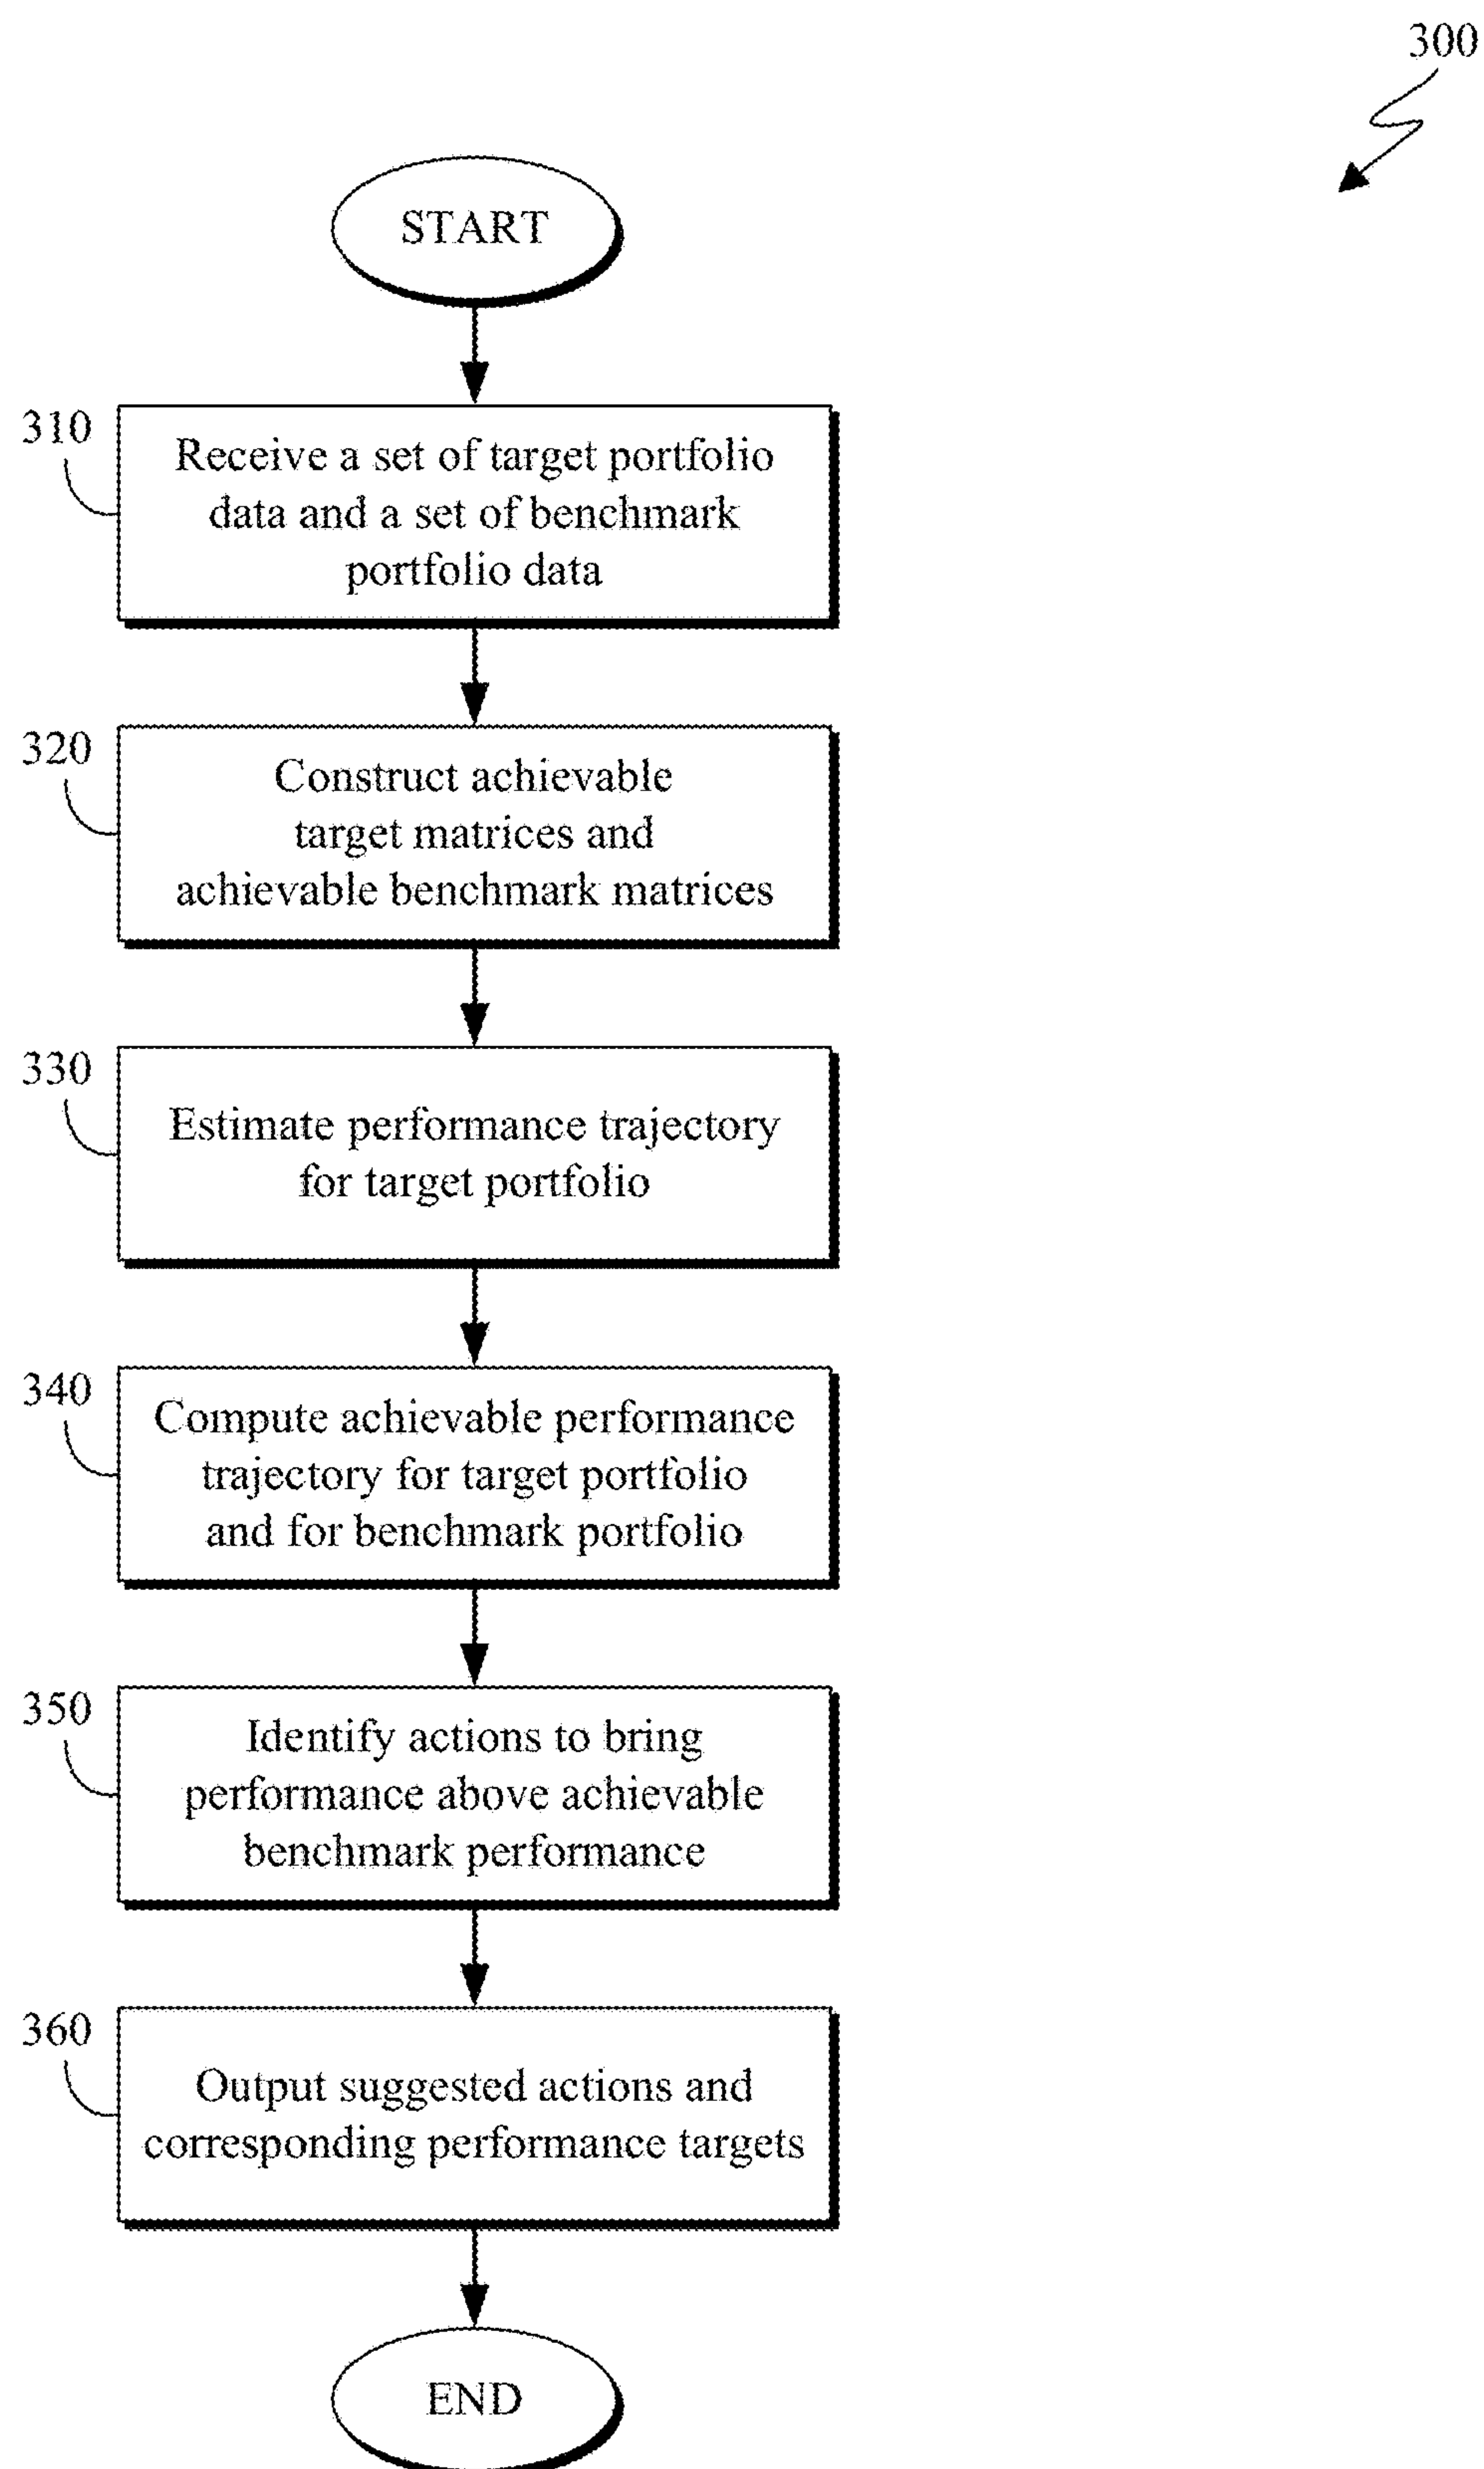 300
START
310
Receive a set of target portfolio
data and a set of benchmark
portfolio data
320
Construct achievable
target matrices and
achievable benchmark matrices
330
Estimate performance trajectory
for target portfolio
340
Compute achievable performance
trajectory for target portfolio
and for benchmark portfolio
350
Identify actions to bring
performance above achievable
benchmark performance
360
Output suggested actions and
corresponding performance targets
END